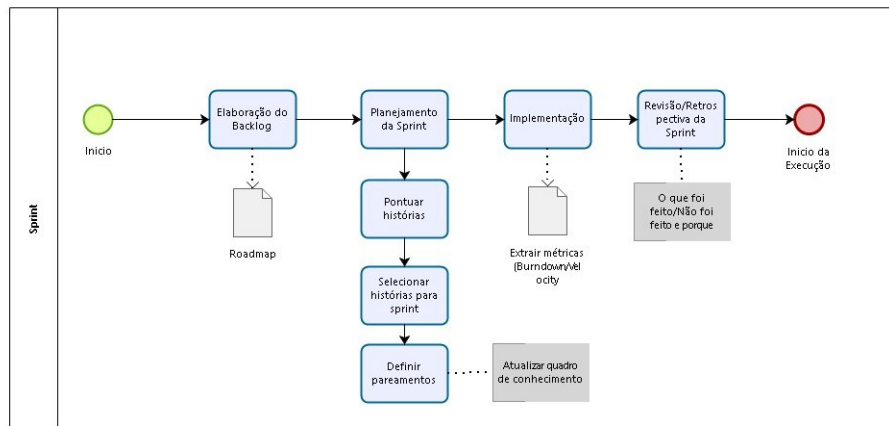 Sprint
Inicio
Elaboração do
Backlog
Planejamento
da Sprint
Implementação
Revisão/Retros
pectiva da
Sprint
Inicio da
Execução
Roadmap
Pontuar
histórias
Extrair métricas
(Burndown/Vel
ocity
O que foi
feito/Não foi
feito e porque
Selecionar
histórias para
sprint
Definir
pareamentos
Atualizar quadro
de conhecimento